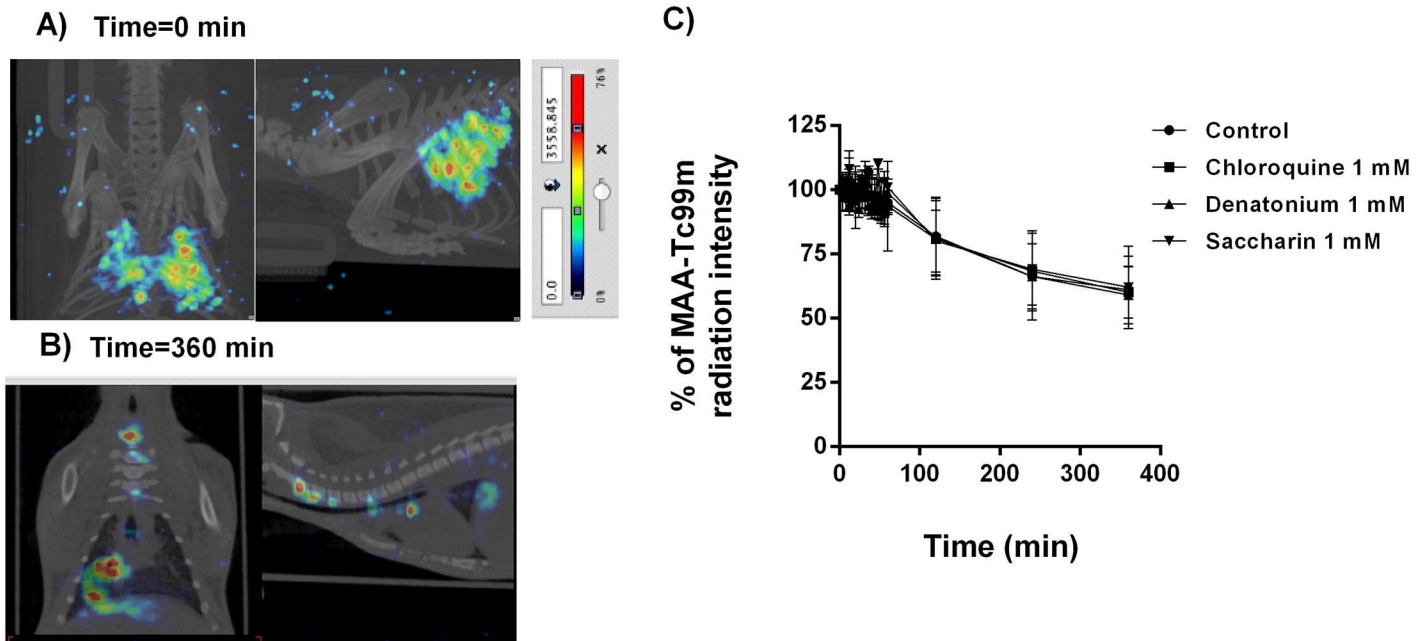 A) Time=0 min
3558.845
0.0
76%
x
0%
B) Time=360 min
C)
% of MAA-Tc99m
radiation intensity
125
100
75
50
25
0
0
100
200
300
400
Time (min)
Control
Chloroquine 1 mM
Denatonium 1 mM
Saccharin 1 mM